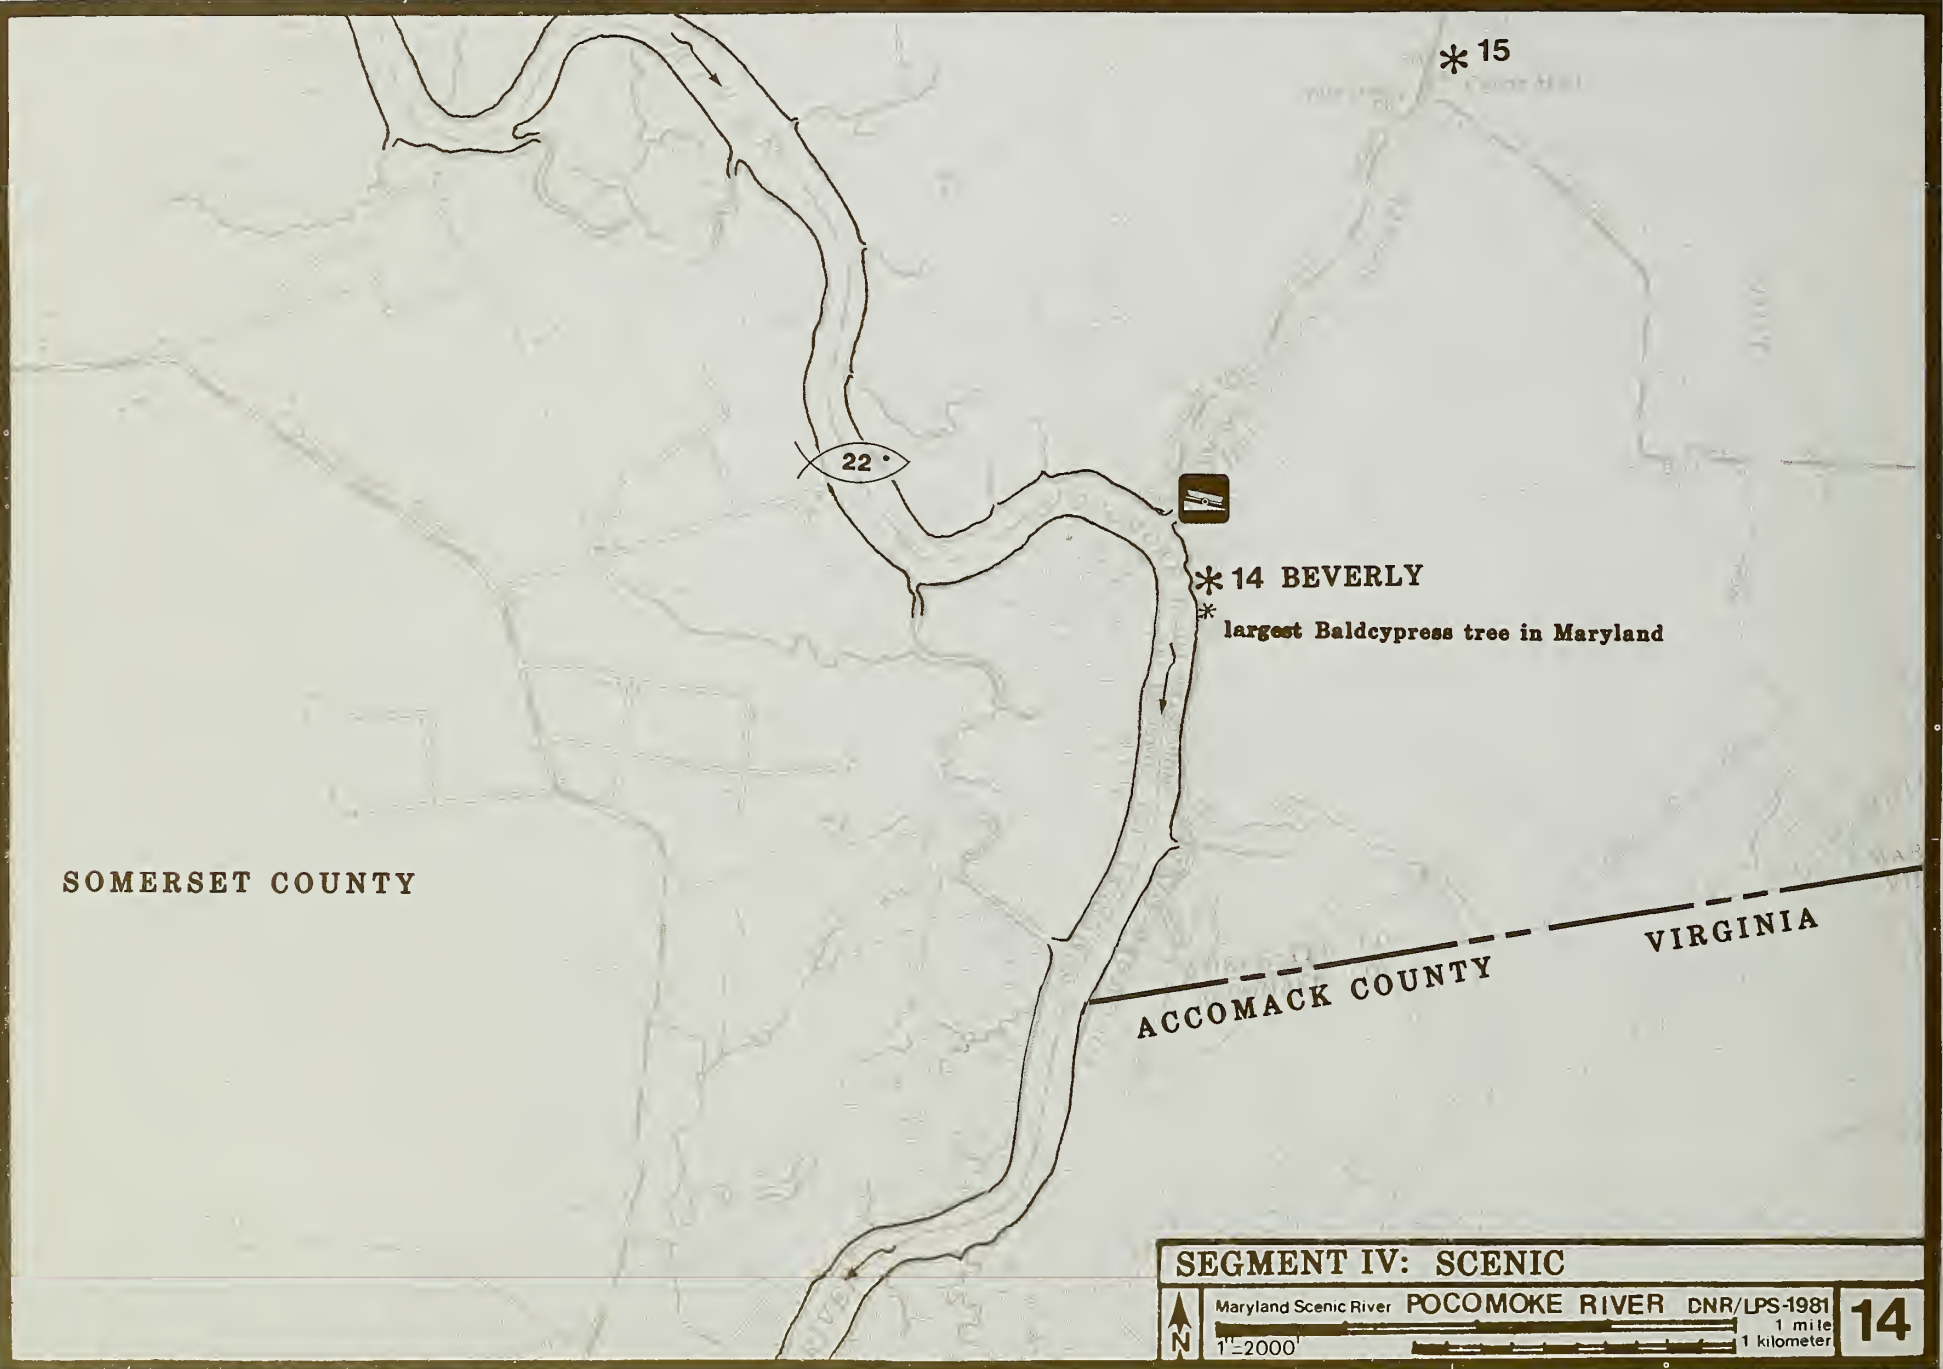 * 15
22
* 14 BEVERLY
* largest Baldcypress tree in Maryland
SOMERSET COUNTY
VIRGINIA
ACCOMACK COUNTY
SEGMENT IV: SCENIC
Maryland Scenic River POCOMOKE RIVER DNR/LPS-1981
1 mile
1"=2000'
1 kilometer
N
14